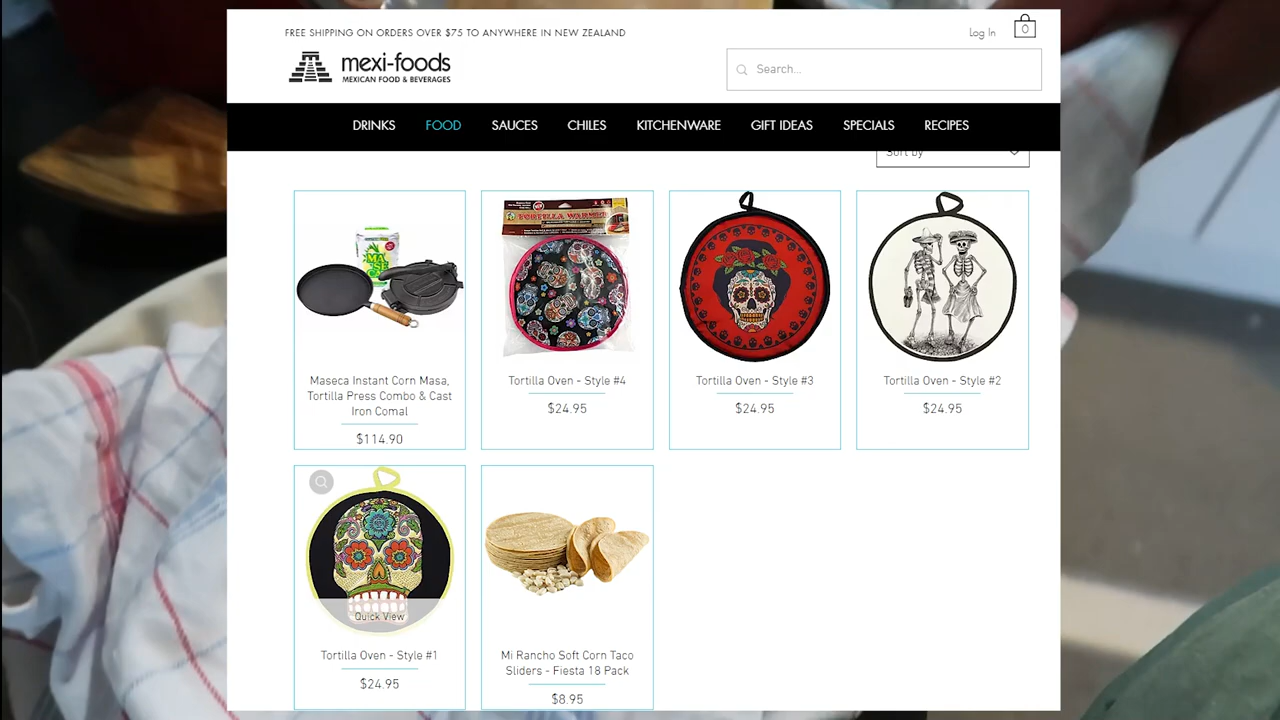 FREE SHIPPING ON ORDERS OVER $75 TO ANYWHERE IN NEW ZEALAND
Log In
0
mexi-foods
MEXICAN FOOD & BEVERAGES
Search...
DRINKS FOOD SAUCES CHILES KITCHENWARE GIFT IDEAS SPECIALS RECIPES
Sort by
TORTILLA WARMER
Maseca Instant Corn Masa,
Tortilla Press Combo & Cast
Iron Comal
$114.90
Tortilla Oven - Style #4
$24.95
Tortilla Oven - Style #3
$24.95
Tortilla Oven - Style #2
$24.95
Quick View
Tortilla Oven - Style #1
$24.95
Mi Rancho Soft Corn Taco
Sliders - Fiesta 18 Pack
$8.95